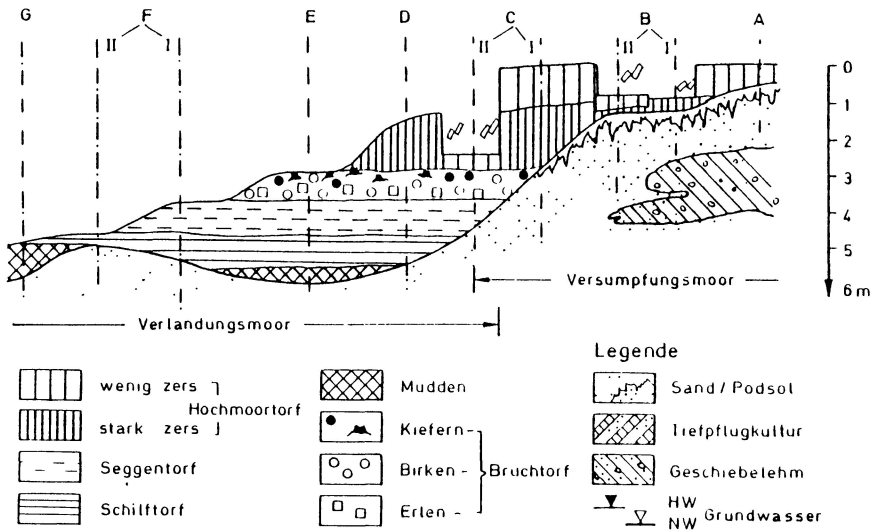 G F E D C B A
II I II I II I
0
1
2
3
4
5
6 m
Versumpfungsmoor
Verlandungsmoor
Legende
wenig zers
Hochmoortorf
stark zers
Seggentorf
Schilftorf
Mudden
Kiefern-
Birken- Bruchtorf
Erlen-
Sand/Podsol
Tiefpflugkultur
Geschiebelehm
HW
Grundwasser
NW